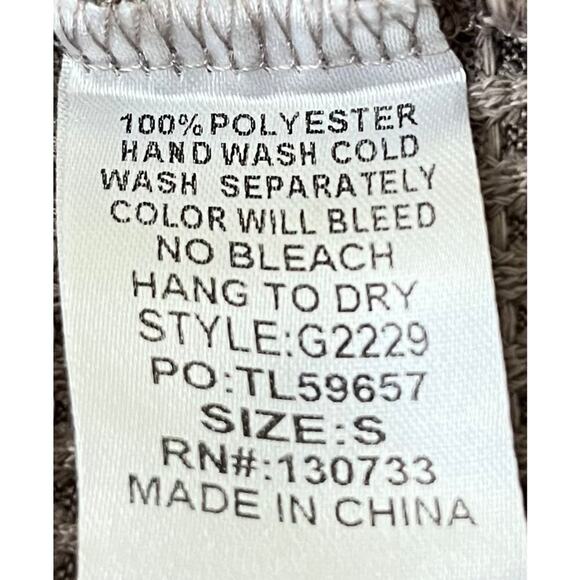 100% POLYESTER
HAND WASH COLD
WASH SEPARATELY
COLOR WILL BLEED
NO BLEACH
HANG TO DRY
STYLE:G2229
PO:TL59657
SIZE:S
RN#:130733
MADE IN CHINA